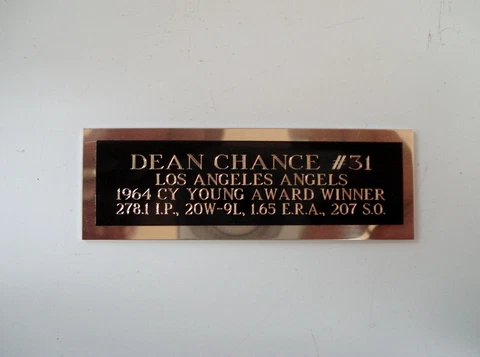 DEAN CHANCE #31
LOS ANGELES ANGELS
1964 CY YOUNG AWARD WINNER
278.1 I.P., 20W-9L, 1.65 E.R.A., 207 S.O.